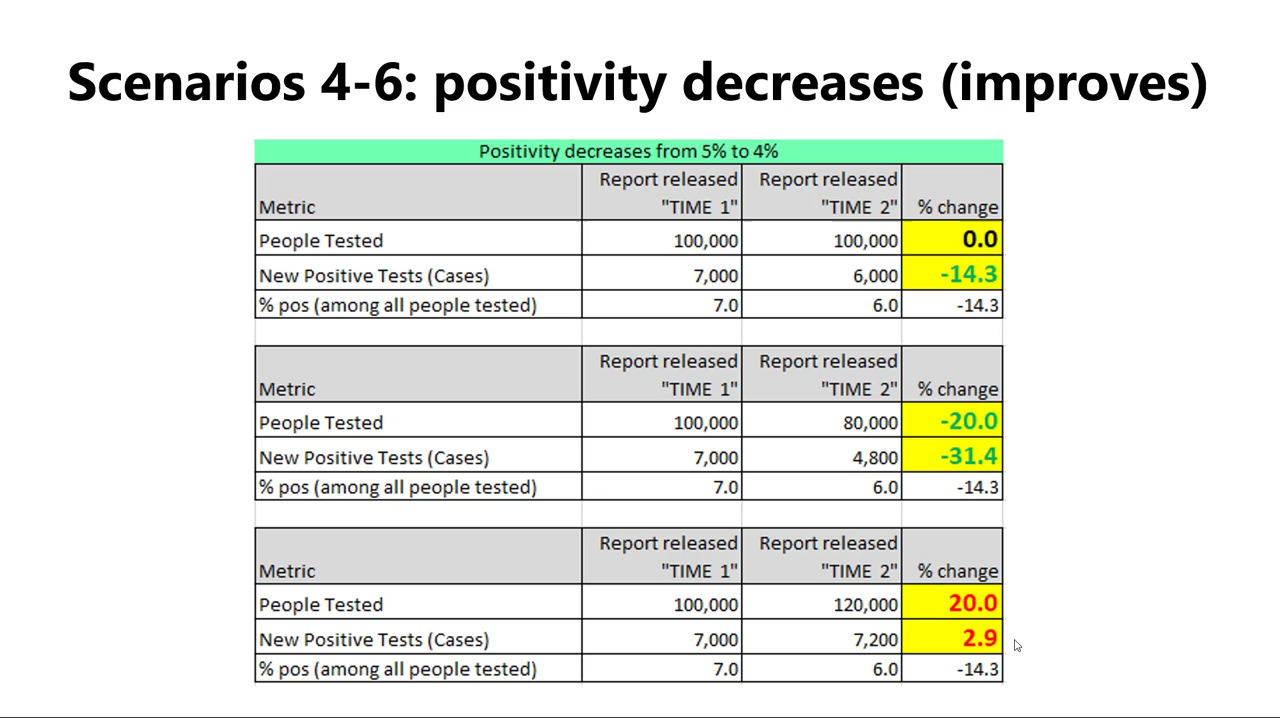 Scenarios 4-6: positivity decreases (improves)
Positivity decreases from 5% to 4%
Metric Report released "TIME 1" Report released "TIME 2" % change
People Tested 100,000 100,000 0.0
New Positive Tests (Cases) 7,000 6,000 -14.3
% pos (among all people tested) 7.0 6.0 -14.3
Metric Report released "TIME 1" Report released "TIME 2" % change
People Tested 100,000 80,000 -20.0
New Positive Tests (Cases) 7,000 4,800 -31.4
% pos (among all people tested) 7.0 6.0 -14.3
Metric Report released "TIME 1" Report released "TIME 2" % change
People Tested 100,000 120,000 20.0
New Positive Tests (Cases) 7,000 7,200 2.9
% pos (among all people tested) 7.0 6.0 -14.3